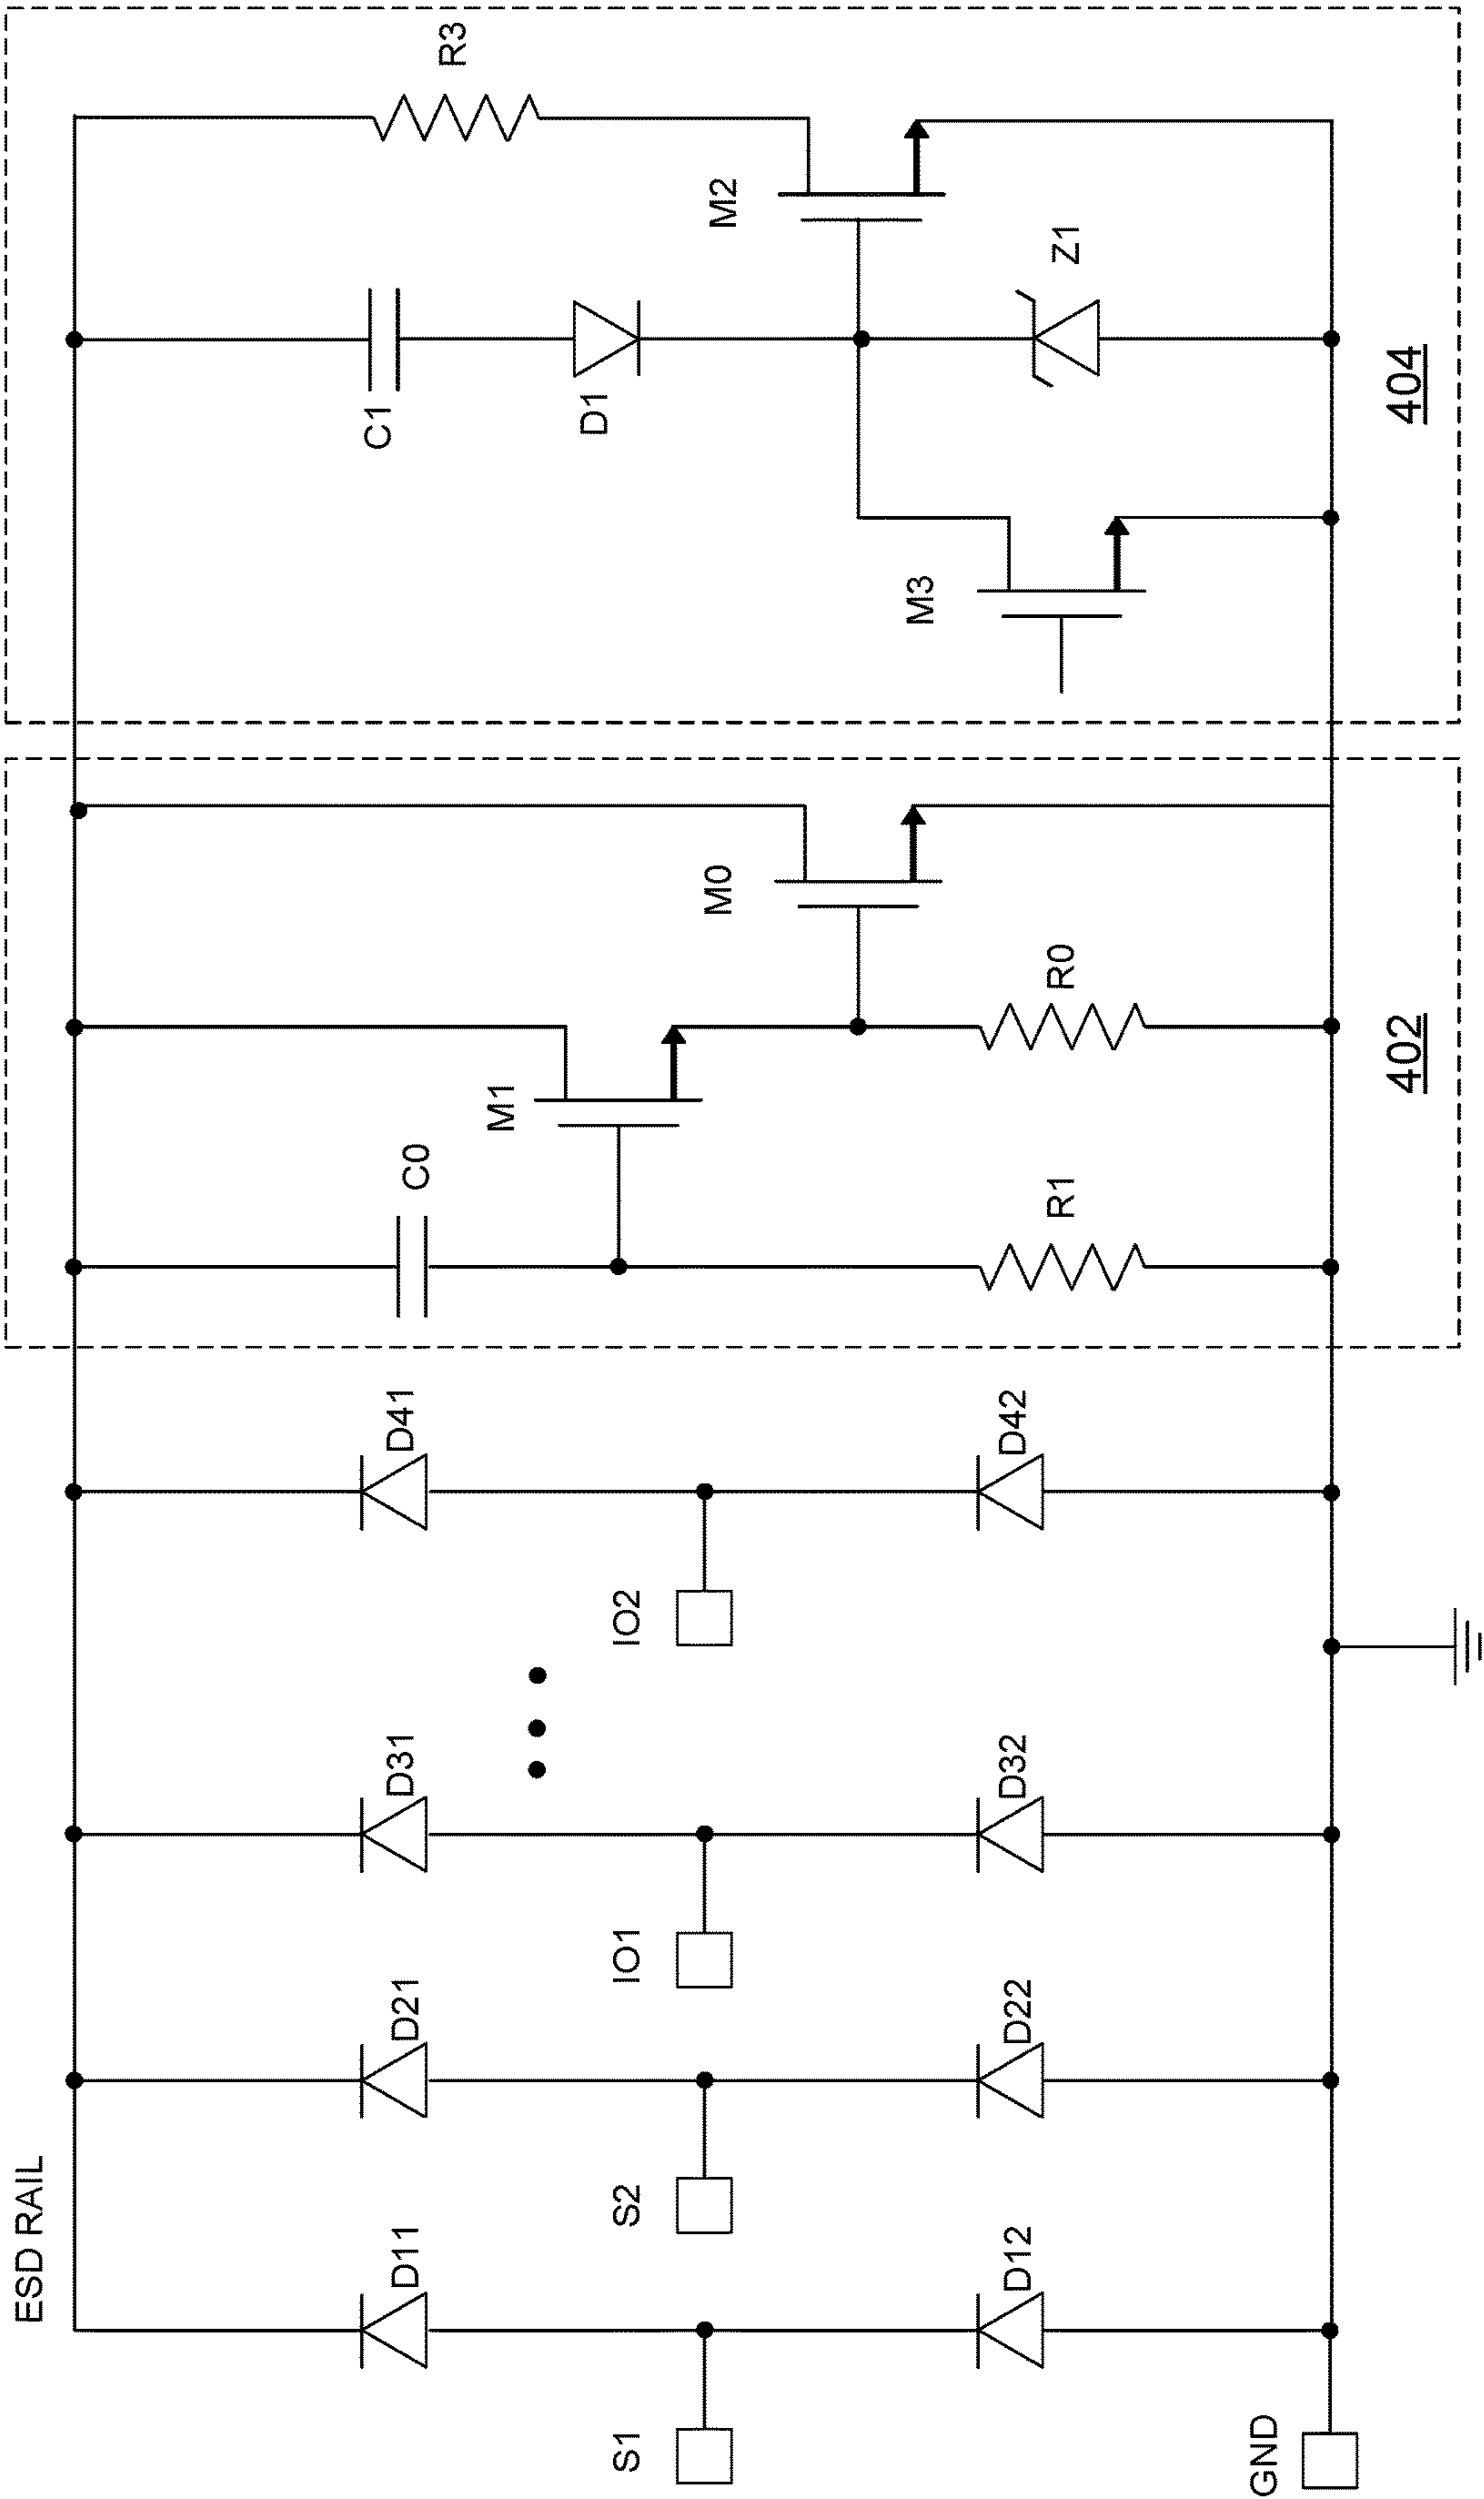 ESD RAIL
S1
D11
D12
GND
S2
D21
D22
IO1
D31
D32
IO2
D41
D42
C0
R1
M1
R0
M0
402
M3
C1
D1
Z1
M2
R3
404